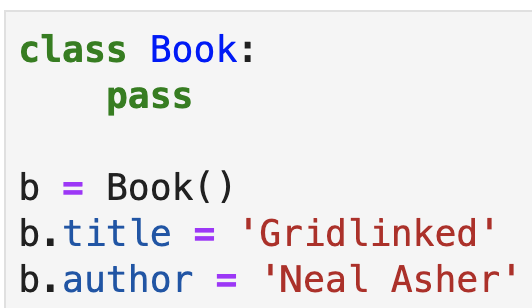 class Book:
    pass
b = Book()
b.title = 'Gridlinked'
b.author = 'Neal Asher'